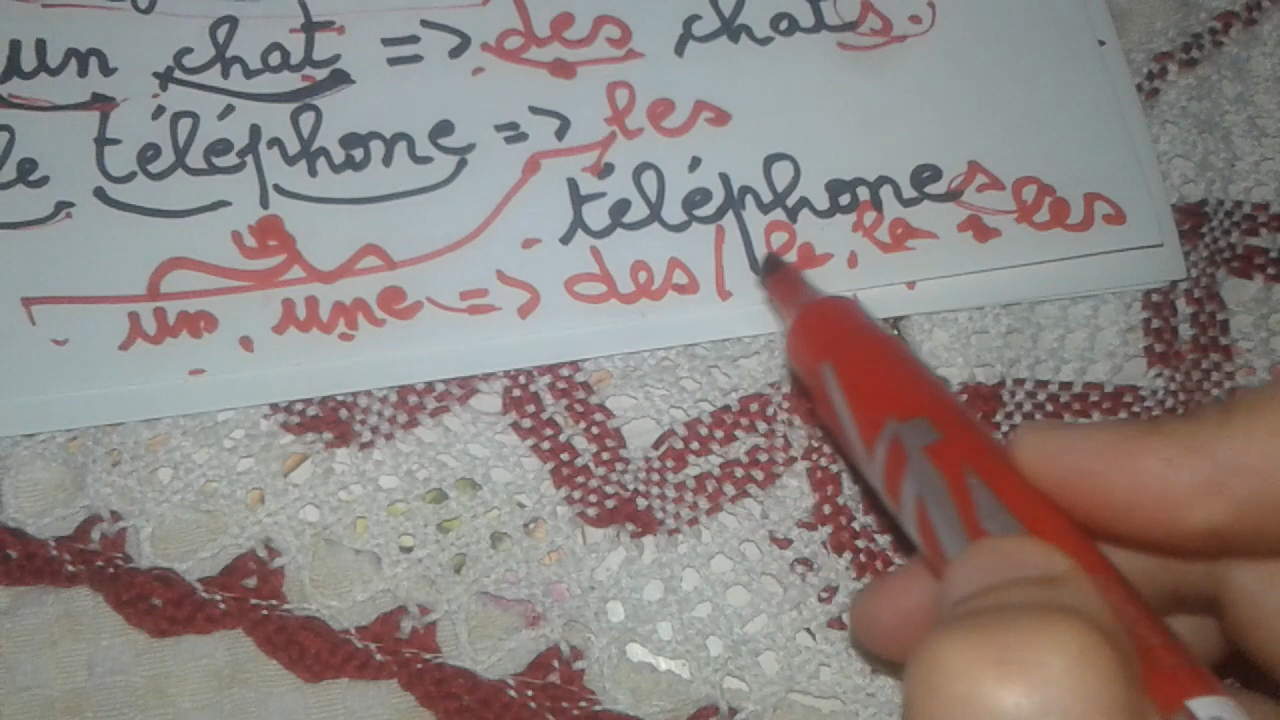 un chat => des chats.
le téléphone => les
téléphones
un, une => des / le, la => les